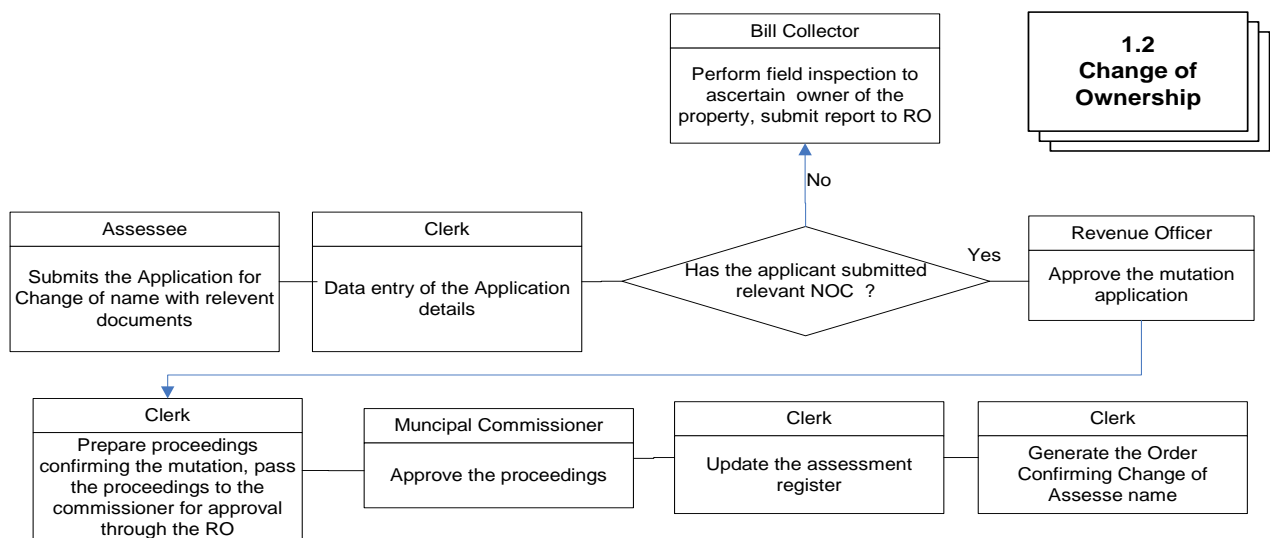 Bill Collector
Perform field inspection to
ascertain owner of the
property, submit report to RO
1.2
Change of
Ownership
No
Assessee
Submits the Application for
Change of name with relevent
documents
Clerk
Data entry of the Application
details
Has the applicant submitted
relevant NOC ?
Yes
Revenue Officer
Approve the mutation
application
Clerk
Prepare proceedings
confirming the mutation, pass
the proceedings to the
commissioner for approval
through the RO
Muncipal Commissioner
Approve the proceedings
Clerk
Update the assessment
register
Clerk
Generate the Order
Confirming Change of
Assesse name